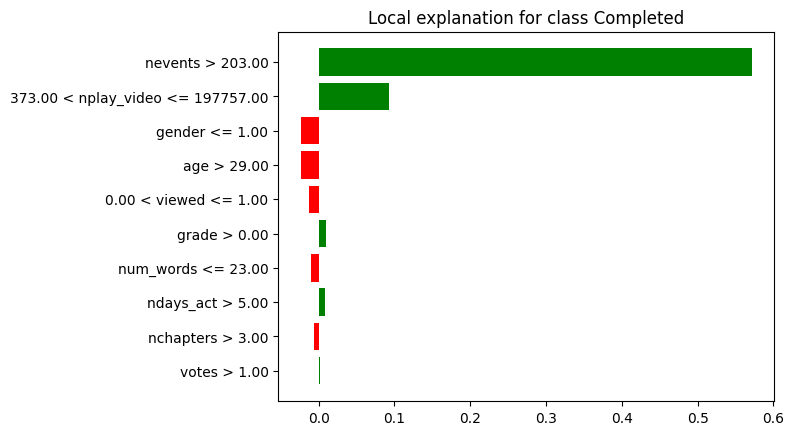 Local explanation for class Completed
nevents > 203.00
373.00 < nplay_video <= 197757.00
gender <= 1.00
age > 29.00
0.00 < viewed <= 1.00
grade > 0.00
num_words <= 23.00
ndays_act > 5.00
nchapters > 3.00
votes > 1.00
0.0 0.1 0.2 0.3 0.4 0.5 0.6